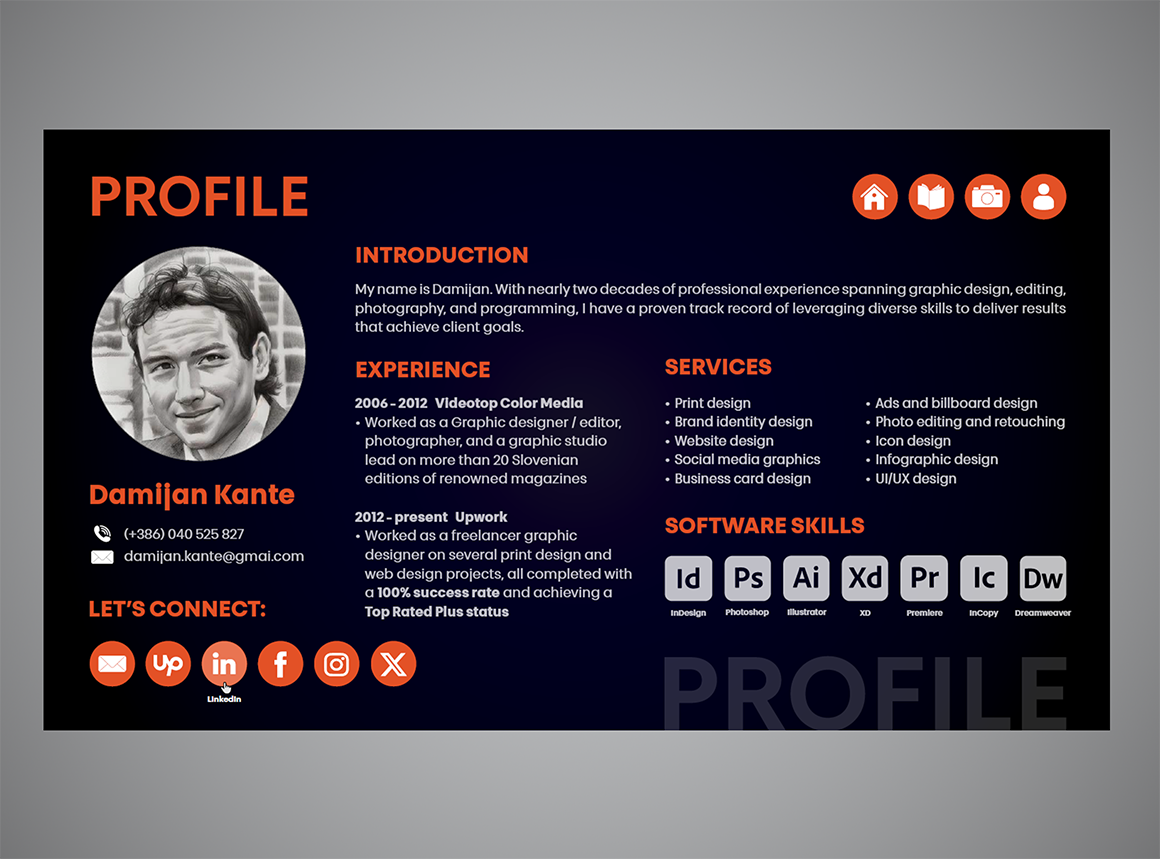 PROFILE
INTRODUCTION
My name is Damijan. With nearly two decades of professional experience spanning graphic design, editing,
photography, and programming, I have a proven track record of leveraging diverse skills to deliver results
that achieve client goals.
EXPERIENCE
2006 - 2012 Videotop Color Media
• Worked as a Graphic designer / editor,
photographer, and a graphic studio
lead on more than 20 Slovenian
editions of renowned magazines
2012 - present Upwork
• Worked as a freelancer graphic
designer on several print design and
web design projects, all completed with
a 100% success rate and achieving a
Top Rated Plus status
SERVICES
• Print design
• Brand identity design
• Website design
• Social media graphics
• Business card design
• Ads and billboard design
• Photo editing and retouching
• Icon design
• Infographic design
• UI/UX design
SOFTWARE SKILLS
Id Ps Ai Xd Pr Ic Dw
InDesign Photoshop Illustrator XD Premiere InCopy Dreamweaver
Damijan Kante
(+386) 040 525 827
damijan.kante@gmai.com
LET'S CONNECT:
Up in f X
LinkedIn
PROFILE